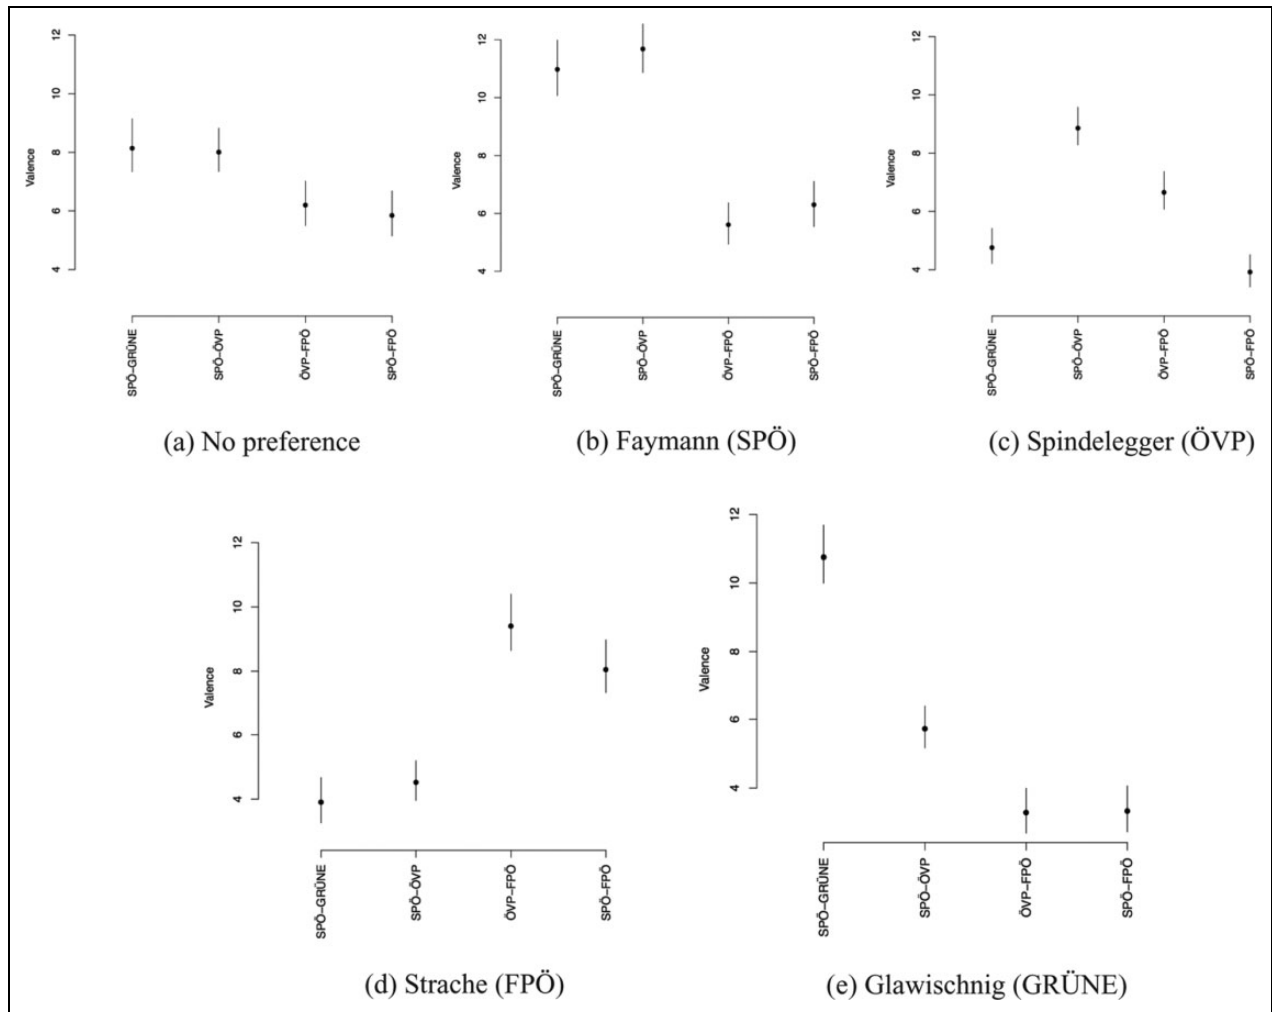 Valence
4
6
8
10
12
SPÖ–GRÜNE
SPÖ–ÖVP
ÖVP–FPÖ
SPÖ–FPÖ
(a) No preference
Valence
4
6
8
10
12
SPÖ–GRÜNE
SPÖ–ÖVP
ÖVP–FPÖ
SPÖ–FPÖ
(b) Faymann (SPÖ)
Valence
4
6
8
10
12
SPÖ–GRÜNE
SPÖ–ÖVP
ÖVP–FPÖ
SPÖ–FPÖ
(c) Spindelegger (ÖVP)
Valence
4
6
8
10
12
SPÖ–GRÜNE
SPÖ–ÖVP
ÖVP–FPÖ
SPÖ–FPÖ
(d) Strache (FPÖ)
Valence
4
6
8
10
12
SPÖ–GRÜNE
SPÖ–ÖVP
ÖVP–FPÖ
SPÖ–FPÖ
(e) Glawischnig (GRÜNE)